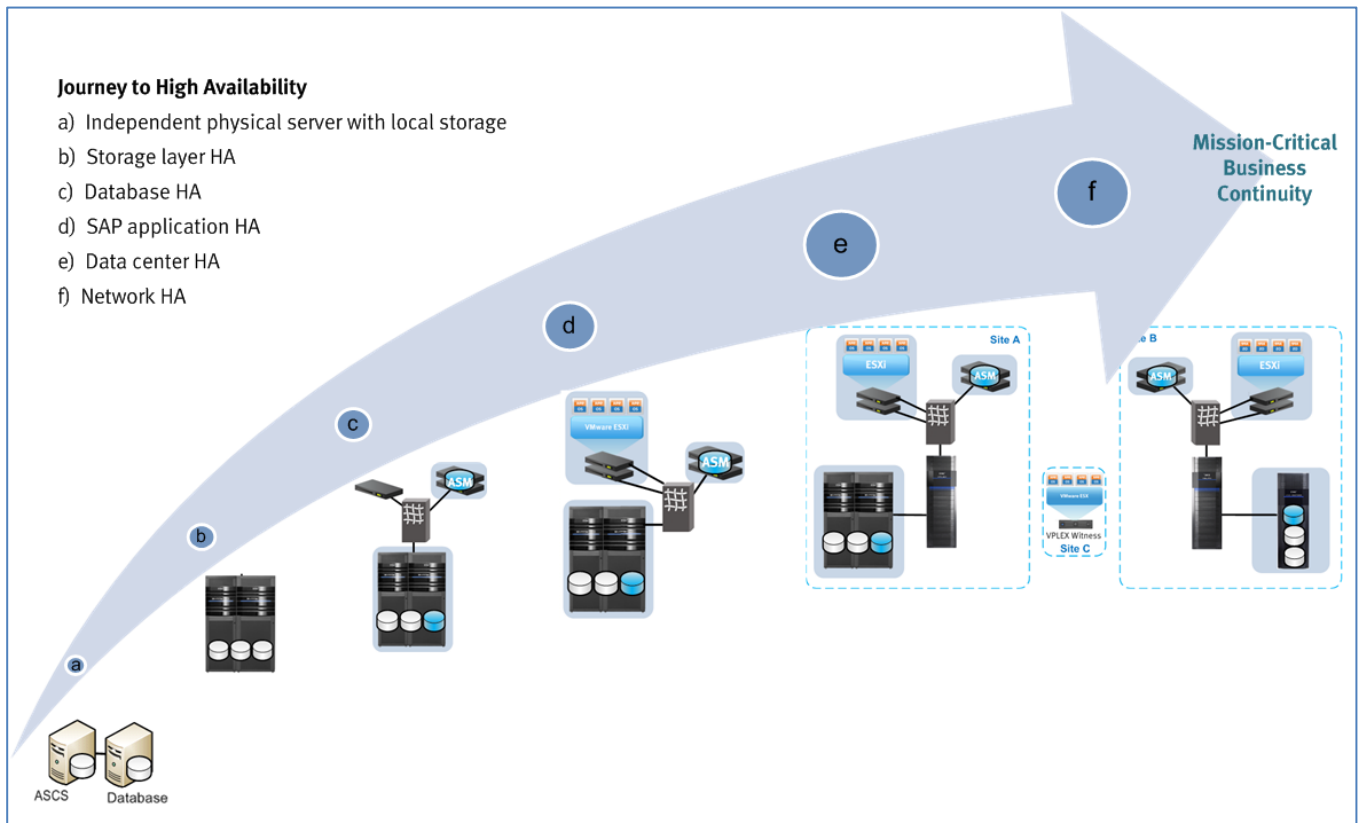 Journey to High Availability
a) Independent physical server with local storage
b) Storage layer HA
c) Database HA
d) SAP application HA
e) Data center HA
f) Network HA
Mission-Critical
Business
Continuity
f
e
d
c
b
a
Site A
ESXi
ASM
e B
ASM
ESXi
VMware ESXi
ASM
ASM
VMware ESX
VPLEX Witness
Site C
ASCS
Database